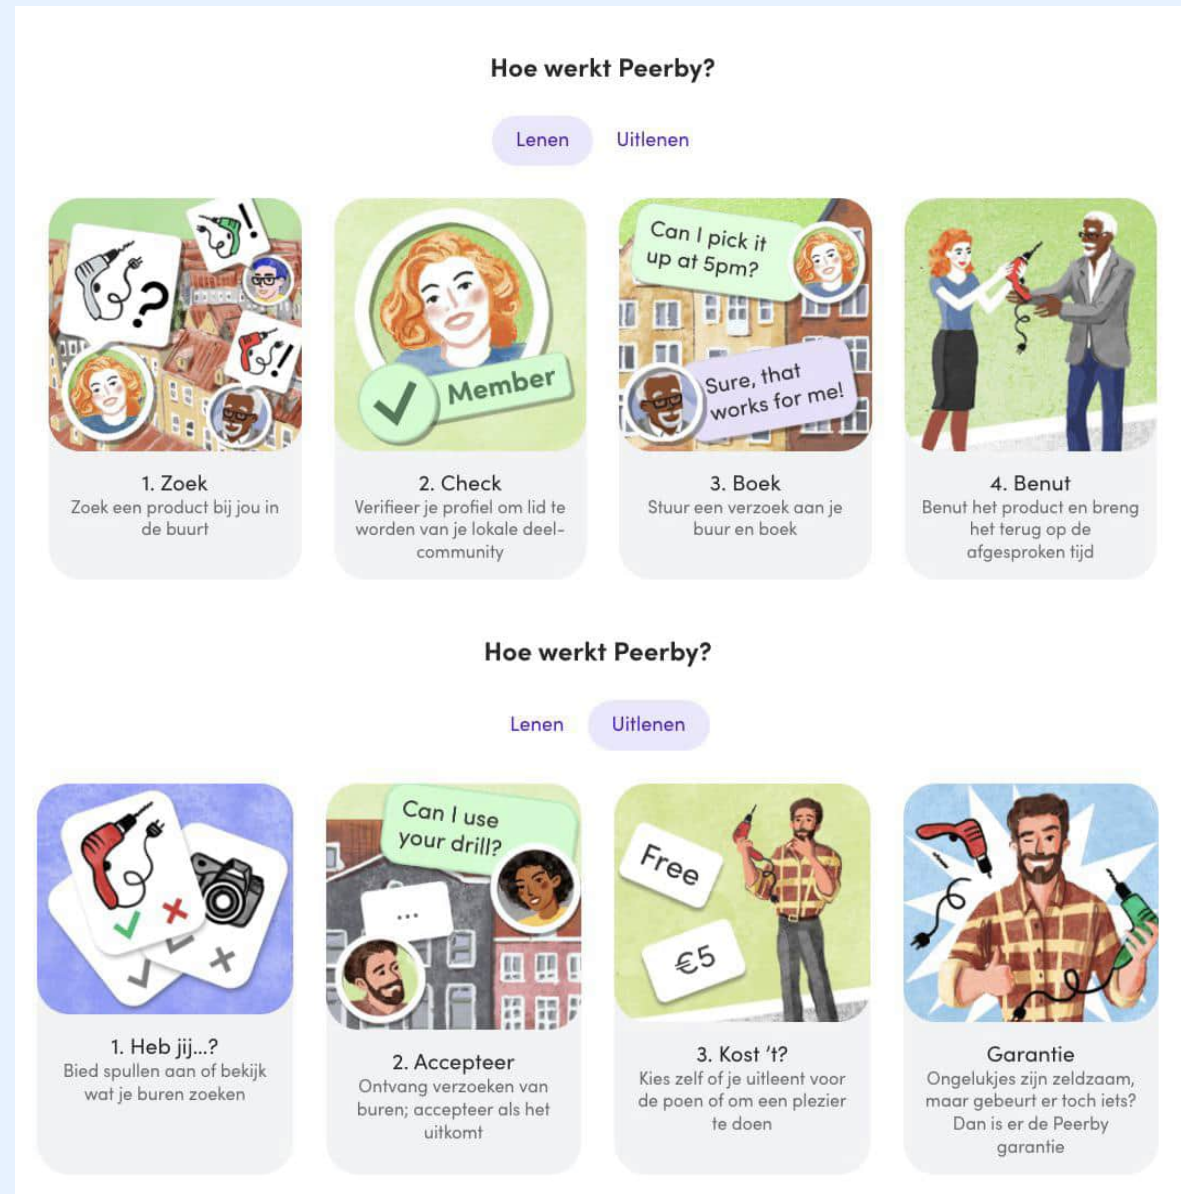 Hoe werkt Peerby?
Lenen
Uitlenen
Can I pick it
up at 5pm?
Member
Sure, that
works for me!
1. Zoek
Zoek een product bij jou in
de buurt
2. Check
Verifieer je profiel om lid te
worden van je lokale deel-
community
3. Boek
Stuur een verzoek aan je
buur en boek
4. Benut
Benut het product en breng
het terug op de
afgesproken tijd
Hoe werkt Peerby?
Lenen
Uitlenen
Can I use
your drill?
...
Free
€5
1. Heb jij...?
Bied spullen aan of bekijk
wat je buren zoeken
2. Accepteer
Ontvang verzoeken van
buren; accepteer als het
uitkomt
3. Kost ‘t?
Kies zelf of je uitleent voor
de poen of om een plezier
te doen
Garantie
Ongelukjes zijn zeldzaam,
maar gebeurt er toch iets?
Dan is er de Peerby
garantie